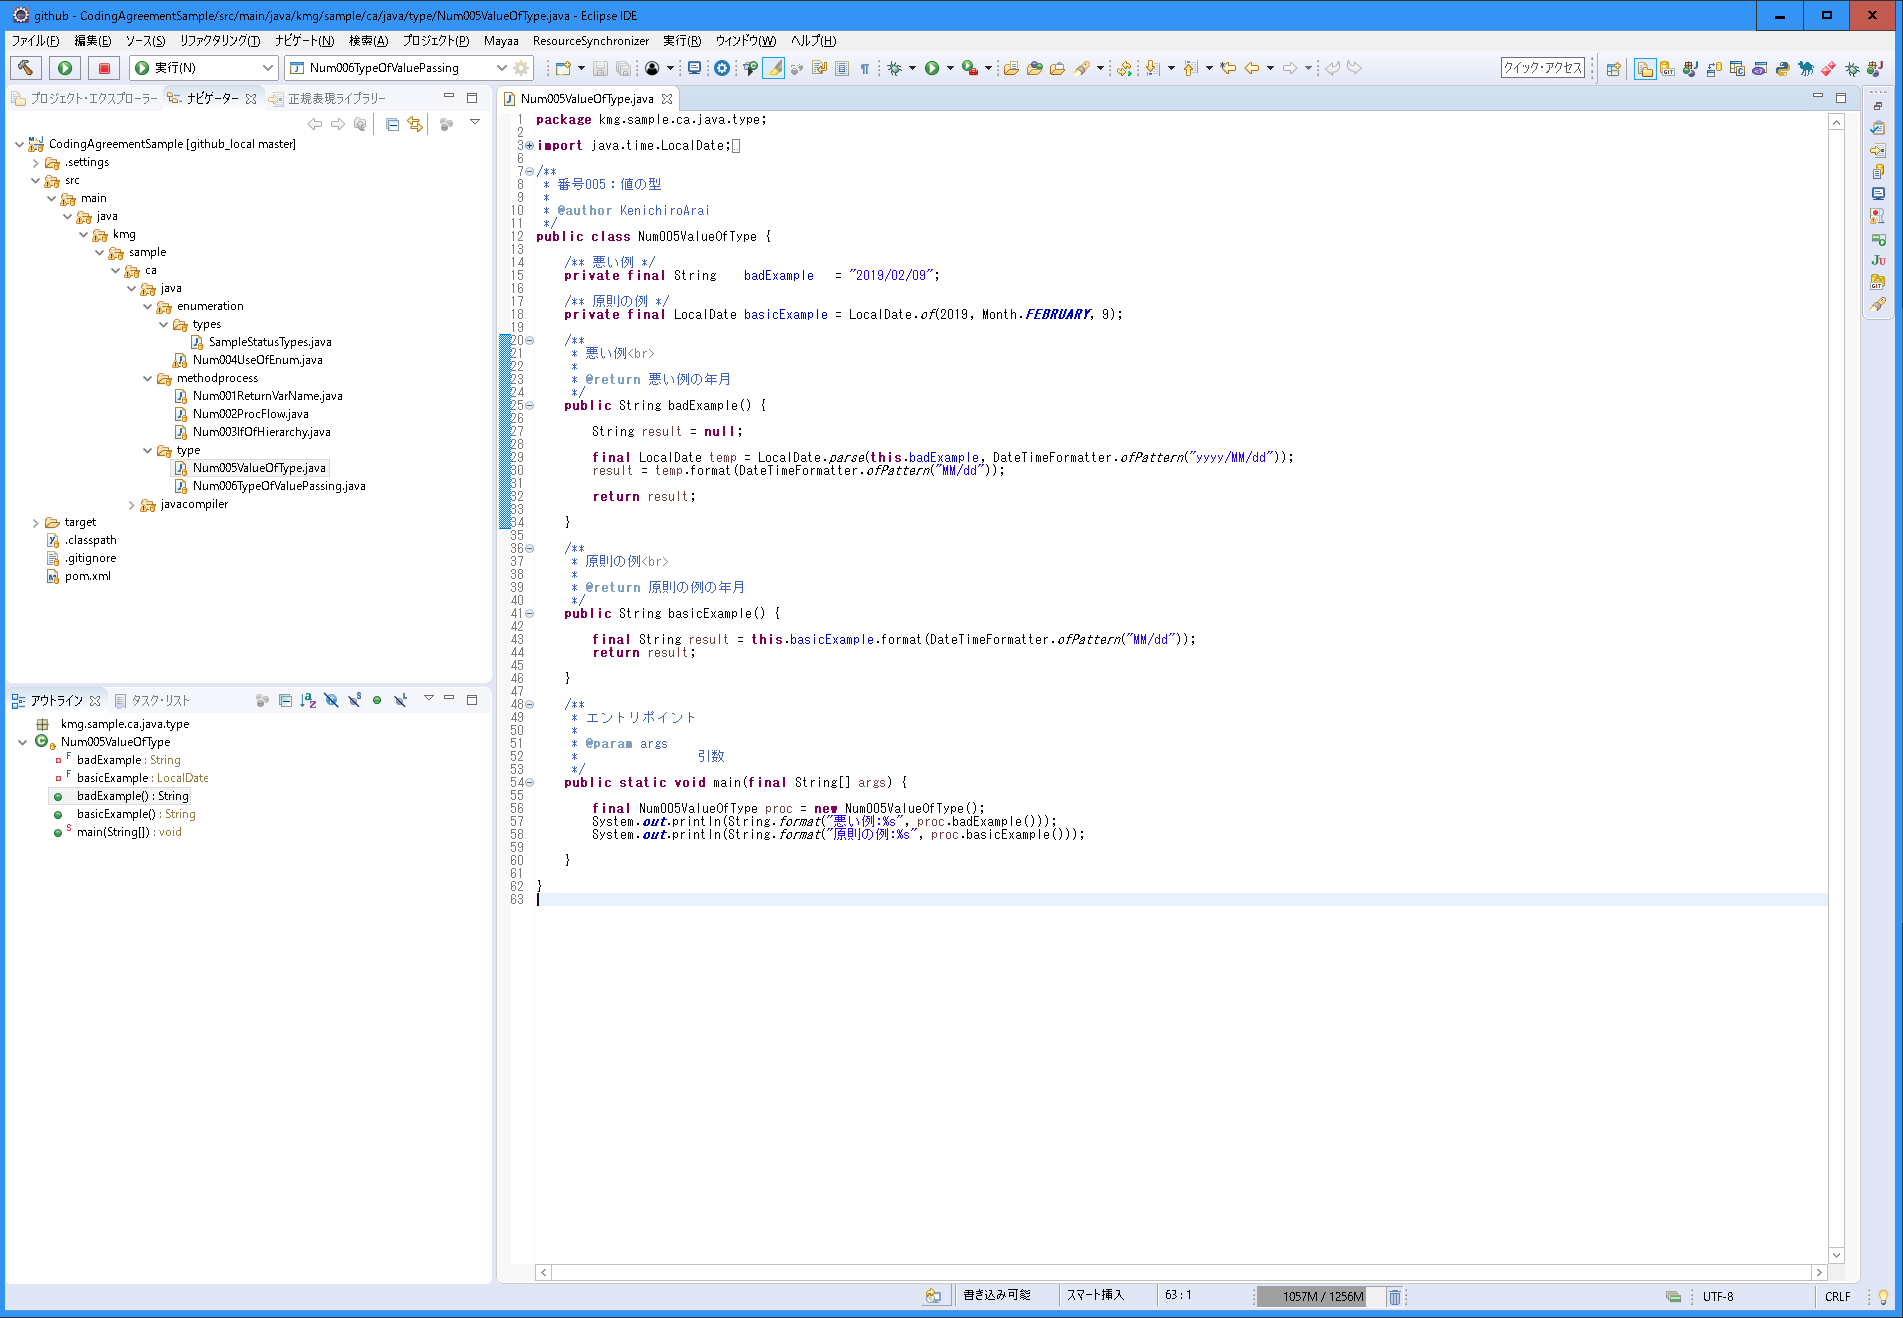 github - CodingAgreementSample/src/main/java/kmg/sample/ca/java/type/Num005ValueOfType.java - Eclipse IDE
ファイル(F) 編集(E) ソース(S) リファクタリング(T) ナビゲート(N) 検索(A) プロジェクト(P) Mayaa ResourceSynchronizer 実行(R) ウィンドウ(W) ヘルプ(H)
実行(N) Num006TypeOfValuePassing クイック・アクセス
プロジェクト・エクスプローラー ナビゲーター 正規表現ライブラリー
CodingAgreementSample [github_local master]
.settings
src
main
java
kmg
sample
ca
java
enumeration
types
SampleStatusTypes.java
Num004UseOfEnum.java
methodprocess
Num001ReturnVarName.java
Num002ProcFlow.java
Num003IfOfHierarchy.java
type
Num005ValueOfType.java
Num006TypeOfValuePassing.java
javacompiler
target
.classpath
.gitignore
pom.xml
アウトライン タスク・リスト
kmg.sample.ca.java.type
Num005ValueOfType
badExample : String
basicExample : LocalDate
badExample() : String
basicExample() : String
main(String[]) : void
Num005ValueOfType.java
1 package kmg.sample.ca.java.type;
2
3 import java.time.LocalDate;
6
7 /**
8 * 番号005：値の型
9 *
10 * @author KenichiroArai
11 */
12 public class Num005ValueOfType {
13
14 /** 悪い例 */
15 private final String badExample = "2019/02/09";
16
17 /** 原則の例 */
18 private final LocalDate basicExample = LocalDate.of(2019, Month.FEBRUARY, 9);
19
20 /**
21 * 悪い例<br>
22 *
23 * @return 悪い例の年月
24 */
25 public String badExample() {
26
27 String result = null;
28
29 final LocalDate temp = LocalDate.parse(this.badExample, DateTimeFormatter.ofPattern("yyyy/MM/dd"));
30 result = temp.format(DateTimeFormatter.ofPattern("MM/dd"));
31
32 return result;
33
34 }
35
36 /**
37 * 原則の例<br>
38 *
39 * @return 原則の例の年月
40 */
41 public String basicExample() {
42
43 final String result = this.basicExample.format(DateTimeFormatter.ofPattern("MM/dd"));
44 return result;
45
46 }
47
48 /**
49 * エントリポイント
50 *
51 * @param args
52 * 引数
53 */
54 public static void main(final String[] args) {
55
56 final Num005ValueOfType proc = new Num005ValueOfType();
57 System.out.println(String.format("悪い例:%s", proc.badExample()));
58 System.out.println(String.format("原則の例:%s", proc.basicExample()));
59
60 }
61
62 }
63
書き込み可能 スマート挿入 63 : 1 1057M / 1256M UTF-8 CRLF